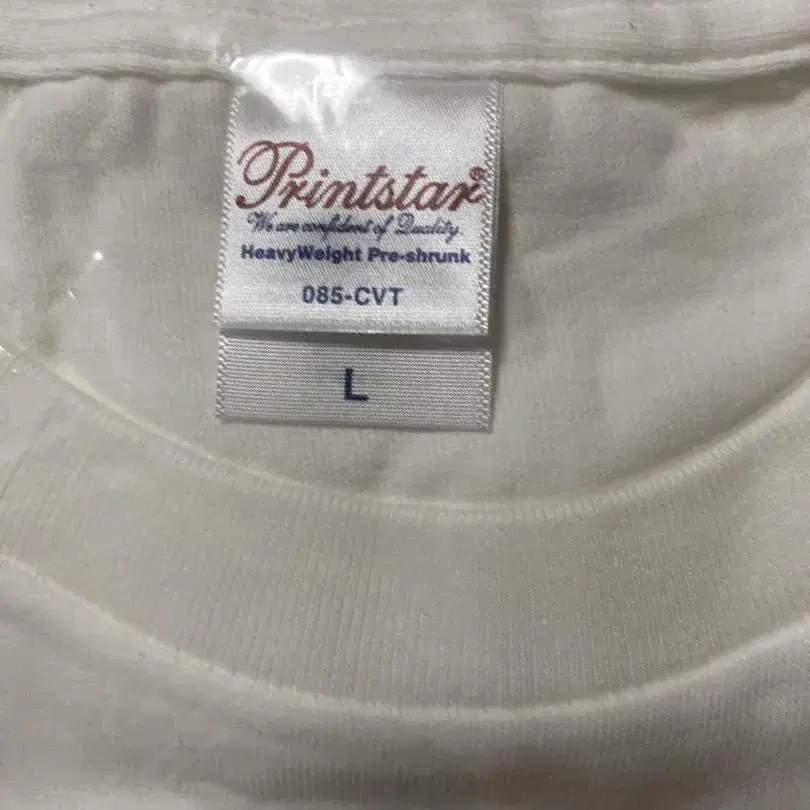 Printstar®
We are confident of Quality.
HeavyWeight Pre-shrunk
085-CVT
L